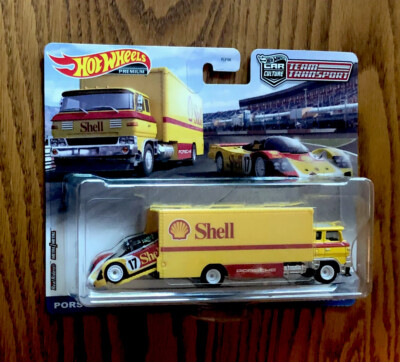 HOT WHEELS
PREMIUM
CAR
CULTURE
TEAM
TRANSPORT
Shell
17
Shell
17
PORS